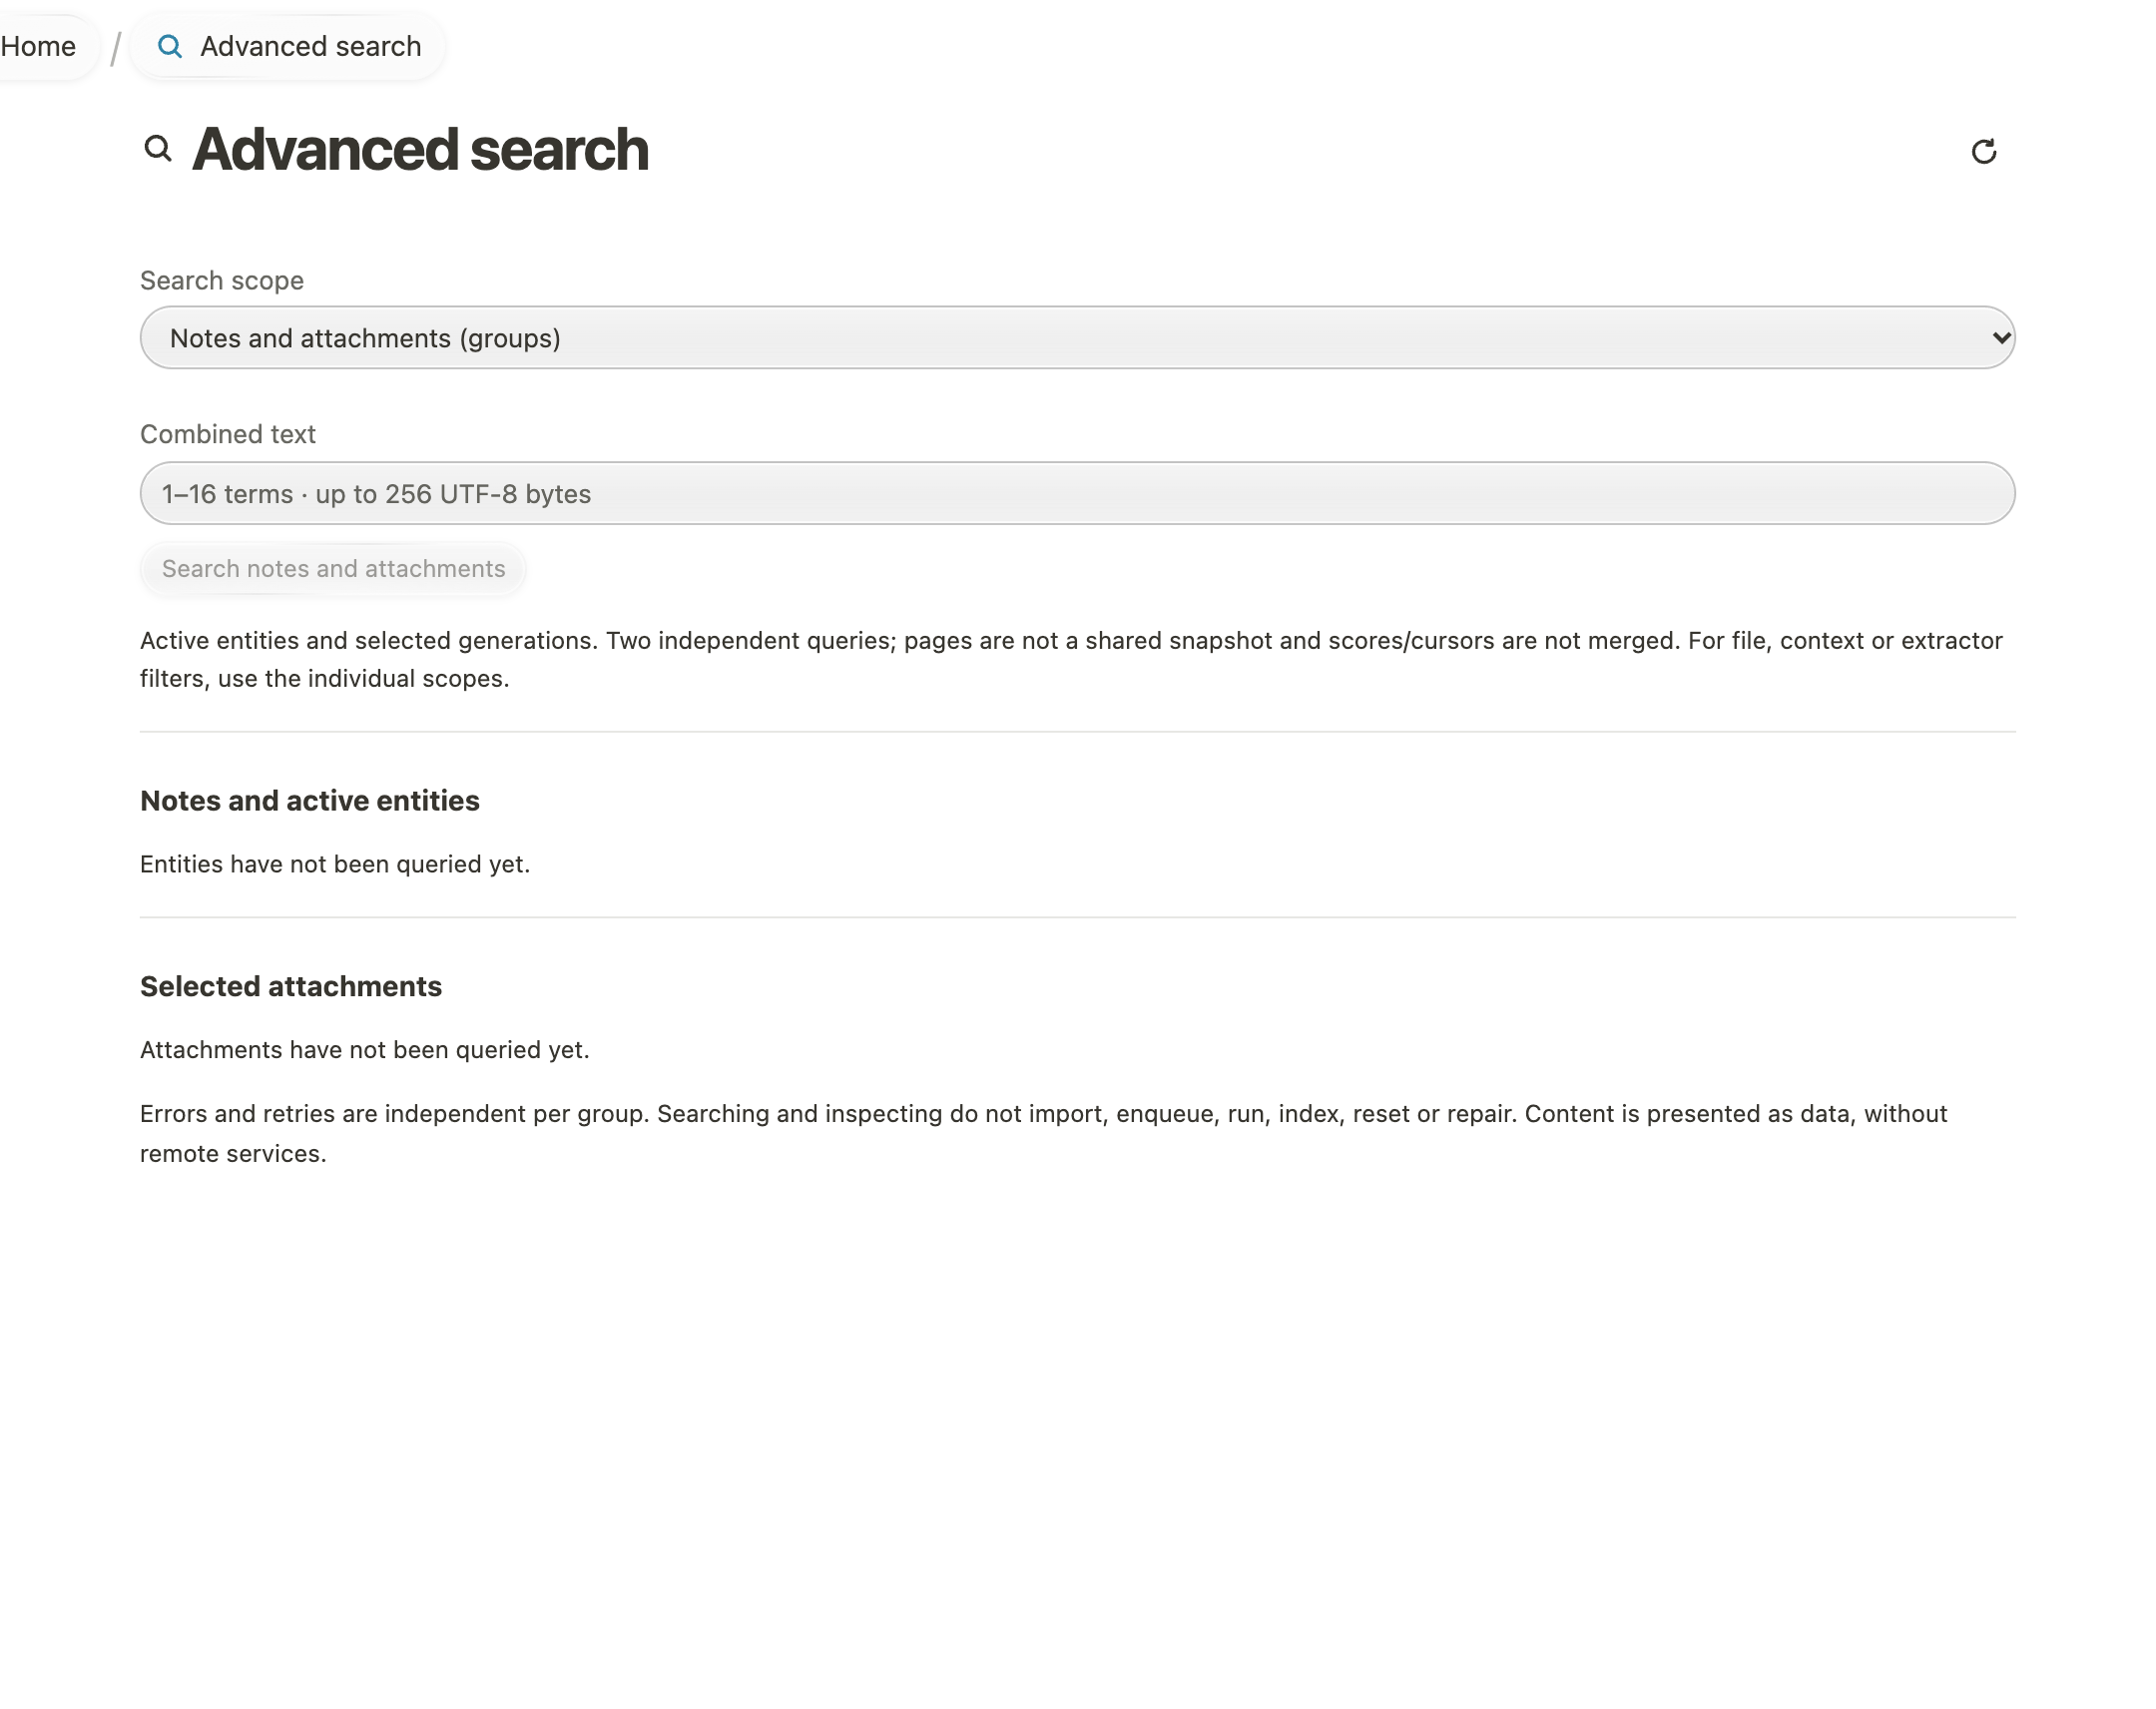 Home / Advanced search
Advanced search
Search scope
Notes and attachments (groups)
Combined text
1–16 terms · up to 256 UTF-8 bytes
Search notes and attachments
Active entities and selected generations. Two independent queries; pages are not a shared snapshot and scores/cursors are not merged. For file, context or extractor
filters, use the individual scopes.
Notes and active entities
Entities have not been queried yet.
Selected attachments
Attachments have not been queried yet.
Errors and retries are independent per group. Searching and inspecting do not import, enqueue, run, index, reset or repair. Content is presented as data, without
remote services.